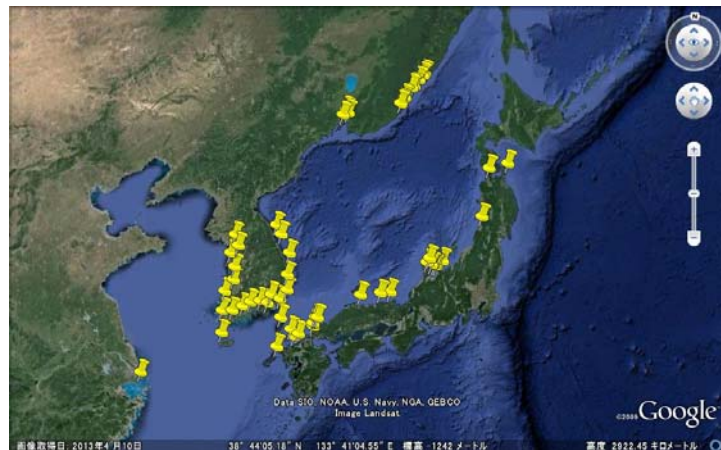 N
Data SIO, NOAA, U.S. Navy, NGA, GEBCO
Image Landsat
©2009 Google
画像取得日: 2013年4月10日 38° 44'05.18" N 133° 41'04.55" E 標高 -1242 メートル 高度 2922.45 キロメートル